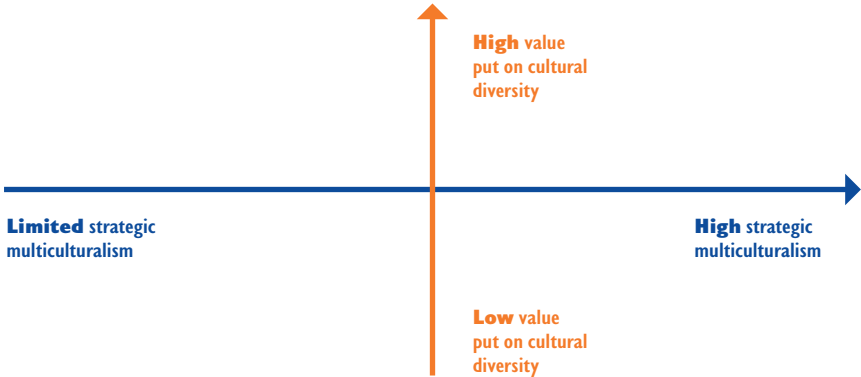 High value
put on cultural
diversity
Limited strategic
multiculturalism
High strategic
multiculturalism
Low value
put on cultural
diversity